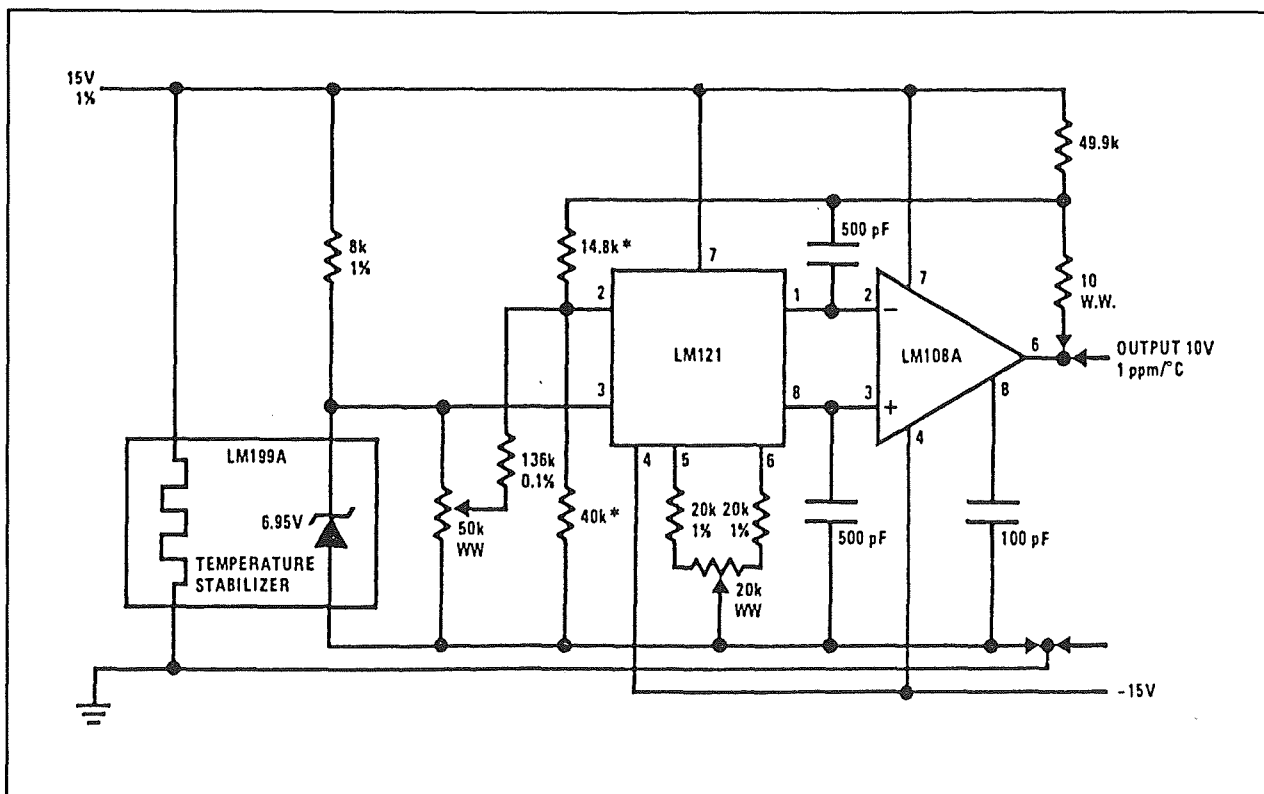 15V
1%
49.9k
8k
1%
14.8k*
7
500 pF
2
1
2
−
7
10
W.W.
LM121
LM108A
6
OUTPUT 10V
1 ppm/°C
3
8
3
+
8
4
LM199A
6.95V
TEMPERATURE
STABILIZER
50k
WW
136k
0.1%
40k*
4
5
6
20k
1%
20k
1%
20k
WW
500 pF
100 pF
-15V